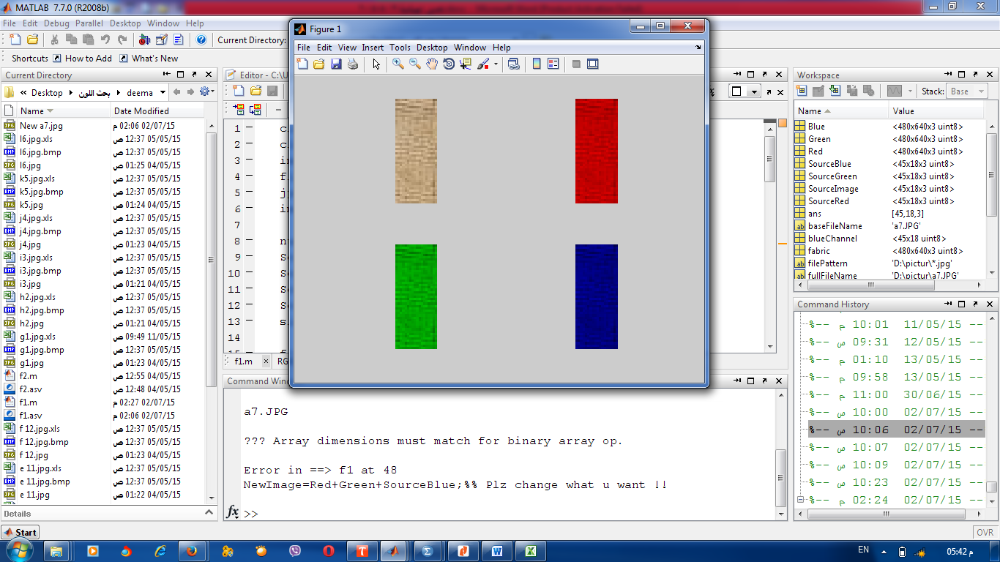 MATLAB 7.7.0 (R2008b)
File Edit Debug Parallel Desktop Window Help
Current Directory:
Shortcuts How to Add What's New
Current Directory
« Desktop بحث اللون deema
Name Date Modified
New a7.jpg 02/07/15 02:06 م
l6.jpg.xls 05/05/15 12:37 ص
l6.jpg.bmp 05/05/15 12:37 ص
l6.jpg 04/05/15 01:25 ص
k5.jpg.xls 05/05/15 12:37 ص
k5.jpg.bmp 05/05/15 12:37 ص
k5.jpg 04/05/15 01:24 ص
j4.jpg.xls 05/05/15 12:37 ص
j4.jpg.bmp 05/05/15 12:37 ص
j4.jpg 04/05/15 01:23 ص
i3.jpg.xls 05/05/15 12:37 ص
i3.jpg.bmp 05/05/15 12:37 ص
i3.jpg 04/05/15 01:21 ص
h2.jpg.xls 05/05/15 12:37 ص
h2.jpg.bmp 05/05/15 12:37 ص
h2.jpg 04/05/15 01:21 ص
g1.jpg.xls 11/05/15 09:49 ص
g1.jpg.bmp 05/05/15 12:37 ص
g1.jpg 04/05/15 01:23 ص
f2.m 04/05/15 12:55 ص
f2.asv 04/05/15 12:48 ص
f1.m 02/07/15 02:27 م
f1.asv 02/07/15 02:06 م
f 12.jpg.xls 05/05/15 12:37 ص
f 12.jpg.bmp 05/05/15 12:37 ص
f 12.jpg 04/05/15 01:23 ص
e 11.jpg.xls 05/05/15 12:37 ص
e 11.jpg.bmp 05/05/15 12:37 ص
e 11.jpg 04/05/15 01:22 ص
Details
Start
Editor - C:\U
1
2
3
4
5
6
7
8
9
10
11
12
13
14
f1.m RG
Figure 1
File Edit View Insert Tools Desktop Window Help
Command Wind
a7.JPG
??? Array dimensions must match for binary array op.
Error in ==> f1 at 48
NewImage=Red+Green+SourceBlue;%% Plz change what u want !!
fx >>
Workspace
Stack: Base
Name Value
Blue <480x640x3 uint8>
Green <480x640x3 uint8>
Red <480x640x3 uint8>
SourceBlue <45x18x3 uint8>
SourceGreen <45x18x3 uint8>
SourceImage <45x18x3 uint8>
SourceRed <45x18x3 uint8>
ans [45,18,3]
baseFileName 'a7.JPG'
blueChannel <45x18 uint8>
fabric <480x640x3 uint8>
filePattern 'D:\pictur\*.jpg'
fullFileName 'D:\pictur\a7.JPG'
Command History
%-- م 10:01 11/05/15 --
%-- ص 09:31 12/05/15 --
%-- م 01:10 13/05/15 --
%-- ص 09:58 13/05/15 --
%-- م 11:00 30/06/15 --
%-- ص 10:00 02/07/15 --
%-- ص 10:06 02/07/15 --
%-- ص 10:07 02/07/15 --
%-- ص 10:09 02/07/15 --
%-- ص 10:23 02/07/15 --
%-- م 02:24 02/07/15 --
OVR
EN 05:42 م